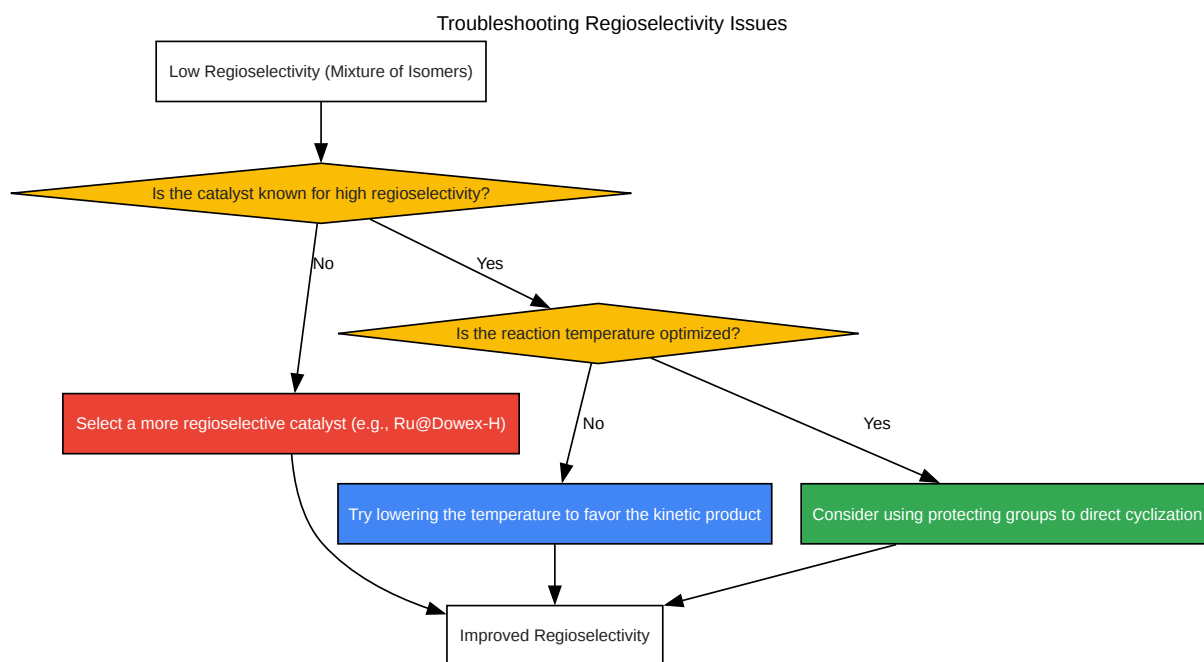 Troubleshooting Regioselectivity Issues
Low Regioselectivity (Mixture of Isomers)
Is the catalyst known for high regioselectivity?
No
Yes
Is the reaction temperature optimized?
Select a more regioselective catalyst (e.g., Ru@Dowex-H)
No
Yes
Try lowering the temperature to favor the kinetic product
Consider using protecting groups to direct cyclization
Improved Regioselectivity